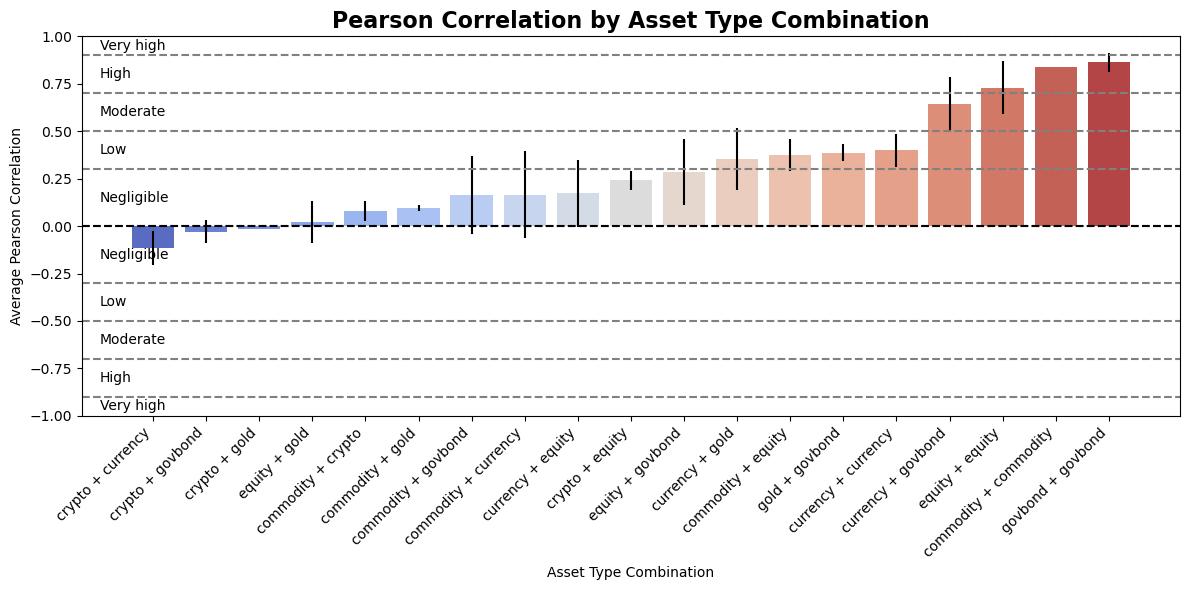 Pearson Correlation by Asset Type Combination
Average Pearson Correlation
1.00
0.75
0.50
0.25
0.00
−0.25
−0.50
−0.75
−1.00
Very high
High
Moderate
Low
Negligible
Negligible
Low
Moderate
High
Very high
crypto + currency
crypto + govbond
crypto + gold
equity + gold
commodity + crypto
commodity + gold
commodity + govbond
commodity + currency
currency + equity
crypto + equity
equity + govbond
currency + gold
commodity + equity
gold + govbond
currency + currency
currency + govbond
equity + equity
commodity + commodity
govbond + govbond
Asset Type Combination